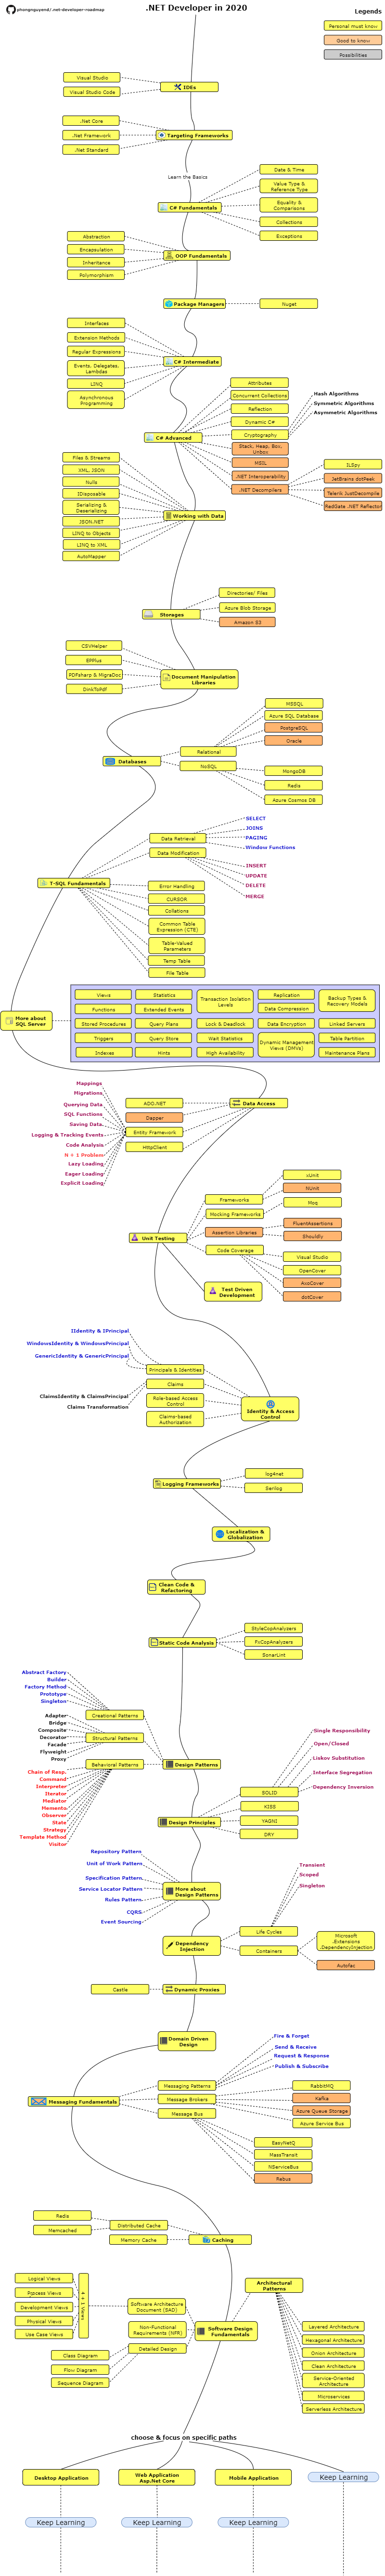 phongnguyend/.net-developer-roadmap
.NET Developer in 2020
Legends
Personal must know
Good to know
Possibilities
Visual Studio
Visual Studio Code
IDEs
.Net Core
.Net Framework
.Net Standard
Targeting Frameworks
Learn the Basics
C# Fundamentals
Date & Time
Value Type &
Reference Type
Equality &
Comparisons
Collections
Exceptions
Abstraction
Encapsulation
Inheritance
Polymorphism
OOP Fundamentals
Package Managers
Nuget
Interfaces
Extension Methods
Regular Expressions
Events, Delegates,
Lambdas
LINQ
Asynchronous
Programming
C# Intermediate
C# Advanced
Attributes
Concurrent Collections
Reflection
Dynamic C#
Cryptography
Stack, Heap, Box,
Unbox
MSIL
.NET Interoperability
.NET Decompilers
Hash Algorithms
Symmetric Algorithms
Asymmetric Algorithms
ILSpy
JetBrains dotPeek
Telerik JustDecompile
RedGate .NET Reflector
Files & Streams
XML, JSON
Nulls
IDisposable
Serializing &
Deserializing
JSON.NET
LINQ to Objects
LINQ to XML
AutoMapper
Working with Data
Storages
Directories/ Files
Azure Blob Storage
Amazon S3
CSVHelper
EPPlus
PDFsharp & MigraDoc
DinkToPdf
Document Manipulation
Libraries
Databases
Relational
NoSQL
MSSQL
Azure SQL Database
PostgreSQL
Oracle
MongoDB
Redis
Azure Cosmos DB
T-SQL Fundamentals
Data Retrieval
Data Modification
SELECT
JOINS
PAGING
Window Functions
INSERT
UPDATE
DELETE
MERGE
Error Handling
CURSOR
Collations
Common Table
Expression (CTE)
Table-Valued
Parameters
Temp Table
File Table
More about
SQL Server
Views
Functions
Stored Procedures
Triggers
Indexes
Statistics
Extended Events
Query Plans
Query Store
Hints
Transaction Isolation
Levels
Lock & Deadlock
Wait Statistics
High Availability
Replication
Data Compression
Data Encryption
Dynamic Management
Views (DMVs)
Backup Types &
Recovery Models
Linked Servers
Table Partition
Maintenance Plans
Data Access
ADO.NET
Dapper
Entity Framework
HttpClient
Mappings
Migrations
Querying Data
SQL Functions
Saving Data
Logging & Tracking Events
Code Analysis
N + 1 Problem
Lazy Loading
Eager Loading
Explicit Loading
Unit Testing
Frameworks
Mocking Frameworks
Assertion Libraries
Code Coverage
xUnit
NUnit
Moq
FluentAssertions
Shouldly
Visual Studio
OpenCover
AxoCover
dotCover
Test Driven
Development
IIdentity & IPrincipal
WindowsIdentity & WindowsPrincipal
GenericIdentity & GenericPrincipal
ClaimsIdentity & ClaimsPrincipal
Claims Transformation
Principals & Identities
Claims
Role-based Access
Control
Claims-based
Authorization
Identity & Access
Control
Logging Frameworks
log4net
Serilog
Localization &
Globalization
Clean Code &
Refactoring
Static Code Analysis
StyleCopAnalyzers
FxCopAnalyzers
SonarLint
Abstract Factory
Builder
Factory Method
Prototype
Singleton
Adapter
Bridge
Composite
Decorator
Facade
Flyweight
Proxy
Chain of Resp.
Command
Interpreter
Iterator
Mediator
Memento
Observer
State
Strategy
Template Method
Visitor
Creational Patterns
Structural Patterns
Behavioral Patterns
Design Patterns
Design Principles
SOLID
KISS
YAGNI
DRY
Single Responsibility
Open/Closed
Liskov Substitution
Interface Segregation
Dependency Inversion
Repository Pattern
Unit of Work Pattern
Specification Pattern
Service Locator Pattern
Rules Pattern
CQRS
Event Sourcing
More about
Design Patterns
Dependency
Injection
Life Cycles
Containers
Transient
Scoped
Singleton
Microsoft
.Extensions
.DependencyInjection
Autofac
Castle
Dynamic Proxies
Domain Driven
Design
Messaging Fundamentals
Messaging Patterns
Message Brokers
Message Bus
Fire & Forget
Send & Receive
Request & Response
Publish & Subscribe
RabbitMQ
Kafka
Azure Queue Storage
Azure Service Bus
EasyNetQ
MassTransit
NServiceBus
Rebus
Redis
Memcached
Distributed Cache
Memory Cache
Caching
Logical Views
Process Views
Development Views
Physical Views
Use Case Views
4 + 1 Views
Software Architecture
Document (SAD)
Non-Functional
Requirements (NFR)
Detailed Design
Class Diagram
Flow Diagram
Sequence Diagram
Software Design
Fundamentals
Architectural
Patterns
Layered Architecture
Hexagonal Architecture
Onion Architecture
Clean Architecture
Service-Oriented
Architecture
Microservices
Serverless Architecture
choose & focus on specific paths
Desktop Application
Web Application
Asp.Net Core
Mobile Application
Keep Learning
Keep Learning
Keep Learning
Keep Learning